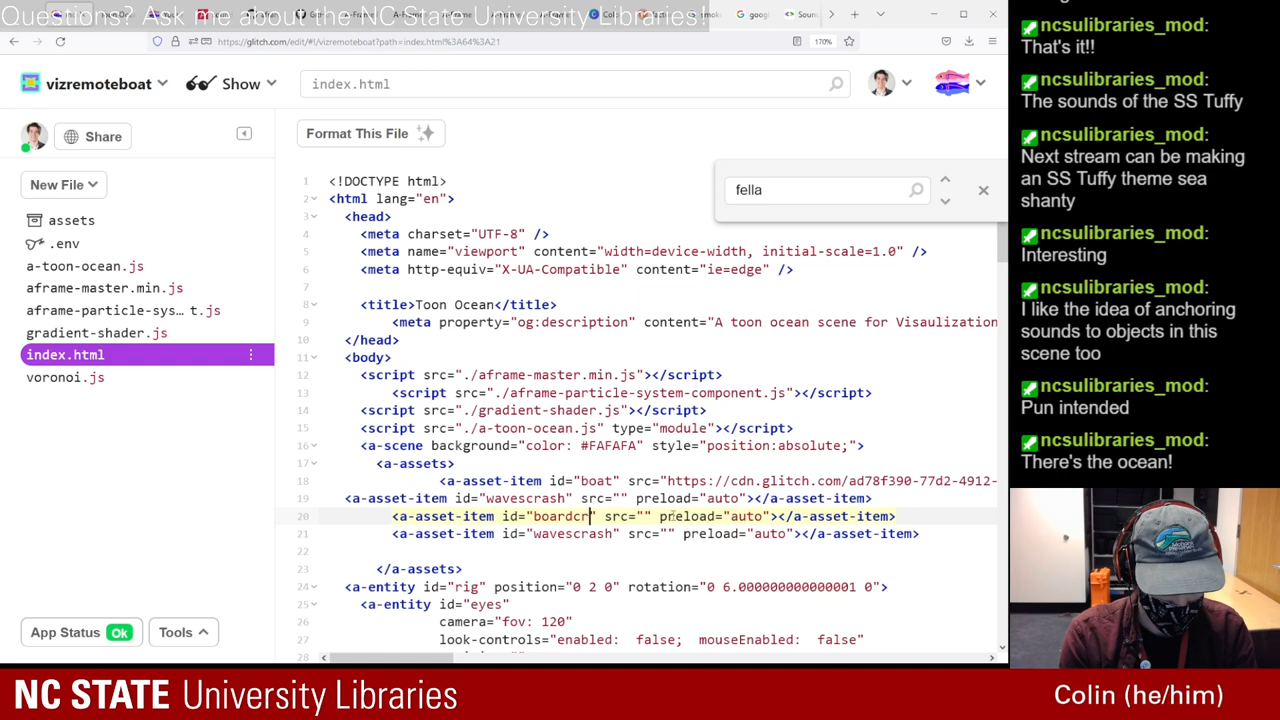 Questions? Ask me about the NC State University Libraries!
https://glitch.com/edit/#!/vizremoteboat?path=index.html%3A64%3A21
170%
vizremoteboat
Show
index.html
Share
Format This File
New File
fella
assets
.env
a-toon-ocean.js
aframe-master.min.js
aframe-particle-sys… t.js
gradient-shader.js
index.html
voronoi.js
App Status Ok
Tools
1 <!DOCTYPE html>
2 <html lang="en">
3 <head>
4 <meta charset="UTF-8" />
5 <meta name="viewport" content="width=device-width, initial-scale=1.0" />
6 <meta http-equiv="X-UA-Compatible" content="ie=edge" />
7
8 <title>Toon Ocean</title>
9 <meta property="og:description" content="A toon ocean scene for Visaulization
10 </head>
11 <body>
12 <script src="./aframe-master.min.js"></script>
13 <script src="./aframe-particle-system-component.js"></script>
14 <script src="./gradient-shader.js"></script>
15 <script src="./a-toon-ocean.js" type="module"></script>
16 <a-scene background="color: #FAFAFA" style="position:absolute;">
17 <a-assets>
18 <a-asset-item id="boat" src="https://cdn.glitch.com/ad78f390-77d2-4912-
19 <a-asset-item id="wavescrash" src="" preload="auto"></a-asset-item>
20 <a-asset-item id="boardcr" src="" preload="auto"></a-asset-item>
21 <a-asset-item id="wavescrash" src="" preload="auto"></a-asset-item>
22
23 </a-assets>
24 <a-entity id="rig" position="0 2 0" rotation="0 6.000000000000001 0">
25 <a-entity id="eyes"
26 camera="fov: 120"
27 look-controls="enabled: false; mouseEnabled: false"
28
ncsulibraries_mod:
That's it!!
ncsulibraries_mod:
The sounds of the SS Tuffy
ncsulibraries_mod:
Next stream can be making
an SS Tuffy theme sea
shanty
ncsulibraries_mod:
Interesting
ncsulibraries_mod:
I like the idea of anchoring
sounds to objects in this
scene too
ncsulibraries_mod:
Pun intended
ncsulibraries_mod:
There's the ocean!
NC STATE University Libraries
Colin (he/him)